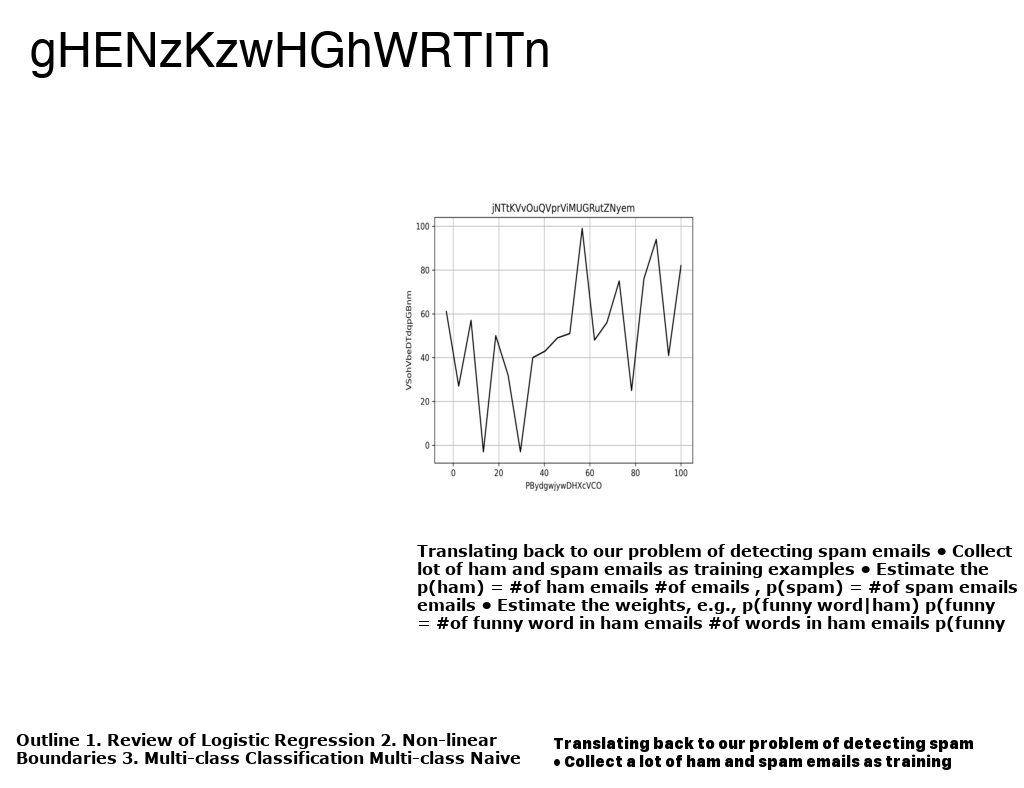 gHENzKzwHGhWRTITn
jNTtKVvOuQVprViMUGRutZNyem
100
80
60
40
20
0
VSohVbeDTdqpGBnm
0 20 40 60 80 100
PBydgwjywDHXcVCO
Translating back to our problem of detecting spam emails • Collect
lot of ham and spam emails as training examples • Estimate the
p(ham) = #of ham emails #of emails , p(spam) = #of spam emails
emails • Estimate the weights, e.g., p(funny word|ham) p(funny
= #of funny word in ham emails #of words in ham emails p(funny
Outline 1. Review of Logistic Regression 2. Non-linear
Boundaries 3. Multi-class Classification Multi-class Naive
Translating back to our problem of detecting spam
• Collect a lot of ham and spam emails as training